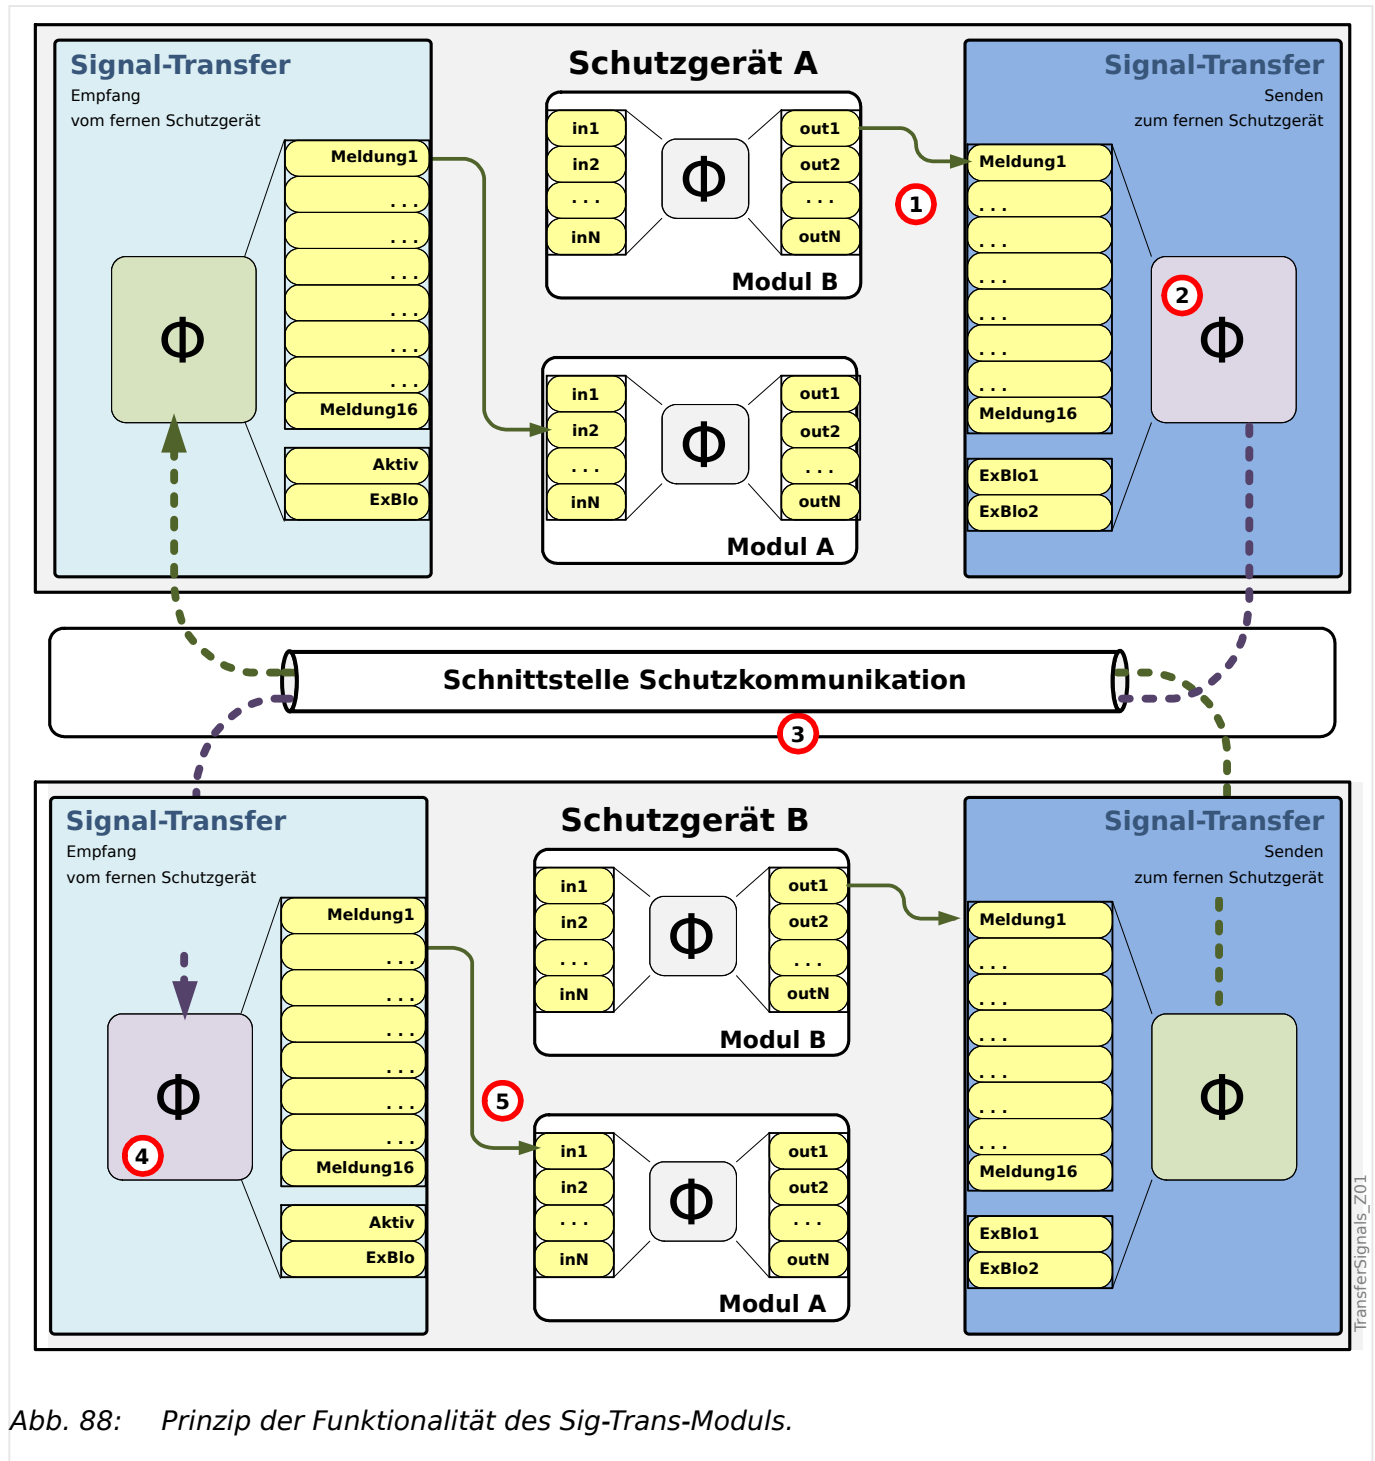 Signal-Transfer
Empfang
vom fernen Schutzgerät
Meldung1
. . .
. . .
. . .
. . .
. . .
. . .
Meldung16
Aktiv
ExBlo
Φ
Schutzgerät A
in1
in2
. . .
inN
Φ
out1
out2
. . .
outN
Modul B
in1
in2
. . .
inN
Φ
out1
out2
. . .
outN
Modul A
1
Signal-Transfer
Senden
zum fernen Schutzgerät
Meldung1
. . .
. . .
. . .
. . .
. . .
. . .
Meldung16
ExBlo1
ExBlo2
2
Φ
Schnittstelle Schutzkommunikation
3
Signal-Transfer
Empfang
vom fernen Schutzgerät
Meldung1
. . .
. . .
. . .
. . .
. . .
. . .
Meldung16
Aktiv
ExBlo
Φ
4
Schutzgerät B
in1
in2
. . .
inN
Φ
out1
out2
. . .
outN
Modul B
5
in1
in2
. . .
inN
Φ
out1
out2
. . .
outN
Modul A
Signal-Transfer
Senden
zum fernen Schutzgerät
Meldung1
. . .
. . .
. . .
. . .
. . .
. . .
Meldung16
ExBlo1
ExBlo2
Φ
TransferSignals_Z01
Abb. 88: Prinzip der Funktionalität des Sig-Trans-Moduls.